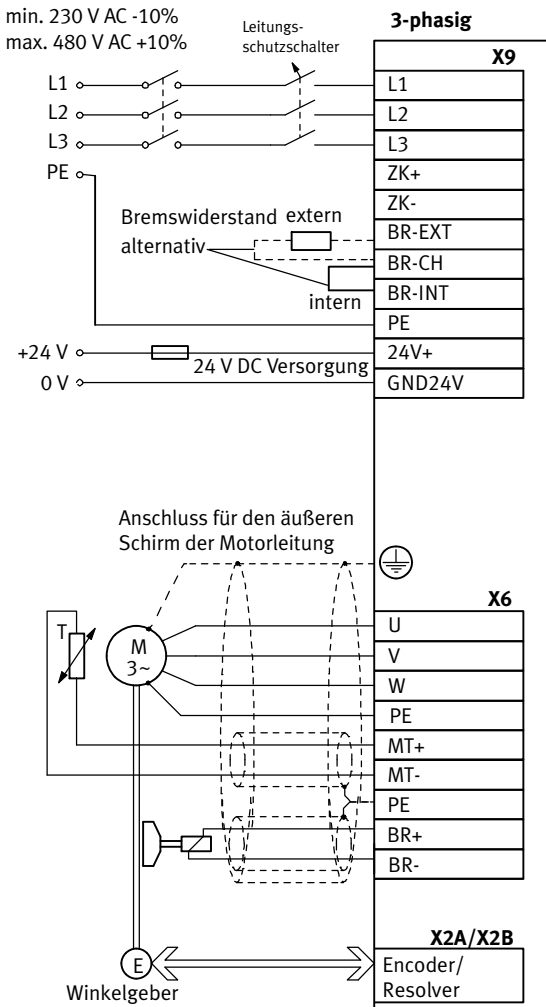 min. 230 V AC -10%
max. 480 V AC +10%
Leitungs-
schutzschalter
3-phasig
X9
L1
L1
L2
L2
L3
L3
PE
ZK+
ZK-
Bremswiderstand extern
BR-EXT
alternativ
BR-CH
intern
BR-INT
PE
+24 V
24 V DC Versorgung
24V+
0 V
GND24V
Anschluss für den äußeren
Schirm der Motorleitung
X6
T
M
3~
U
V
W
PE
MT+
MT-
PE
BR+
BR-
X2A/X2B
E
Winkelgeber
Encoder/
Resolver